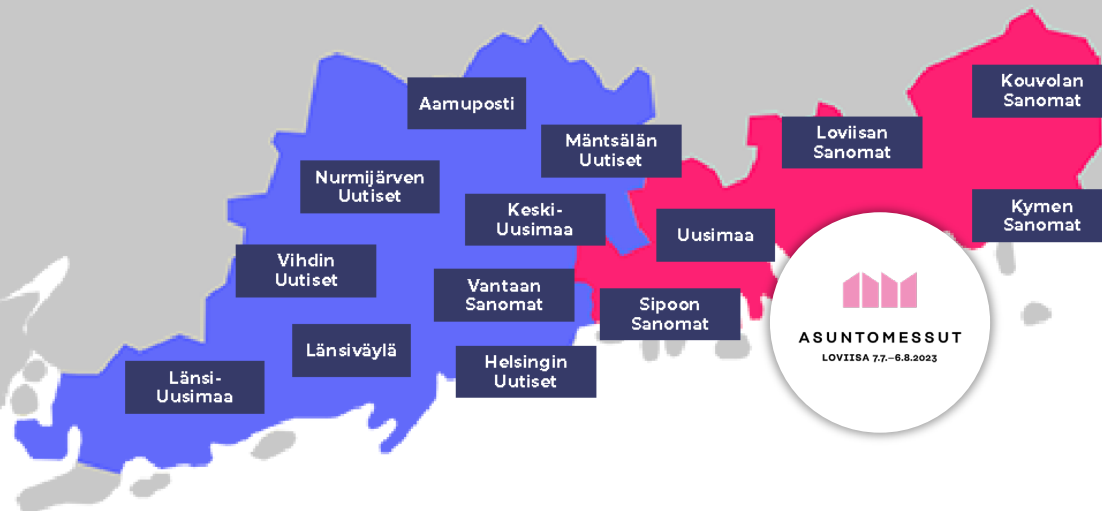 Aamuposti
Kouvolan
Sanomat
Mäntsälän
Uutiset
Loviisan
Sanomat
Nurmijärven
Uutiset
Keski-
Uusimaa
Uusimaa
Kymen
Sanomat
Vihdin
Uutiset
Vantaan
Sanomat
Sipoon
Sanomat
Länsiväylä
Helsingin
Uutiset
Länsi-
Uusimaa
ASUNTOMESSUT
LOVIISA 7.7.–6.8.2023